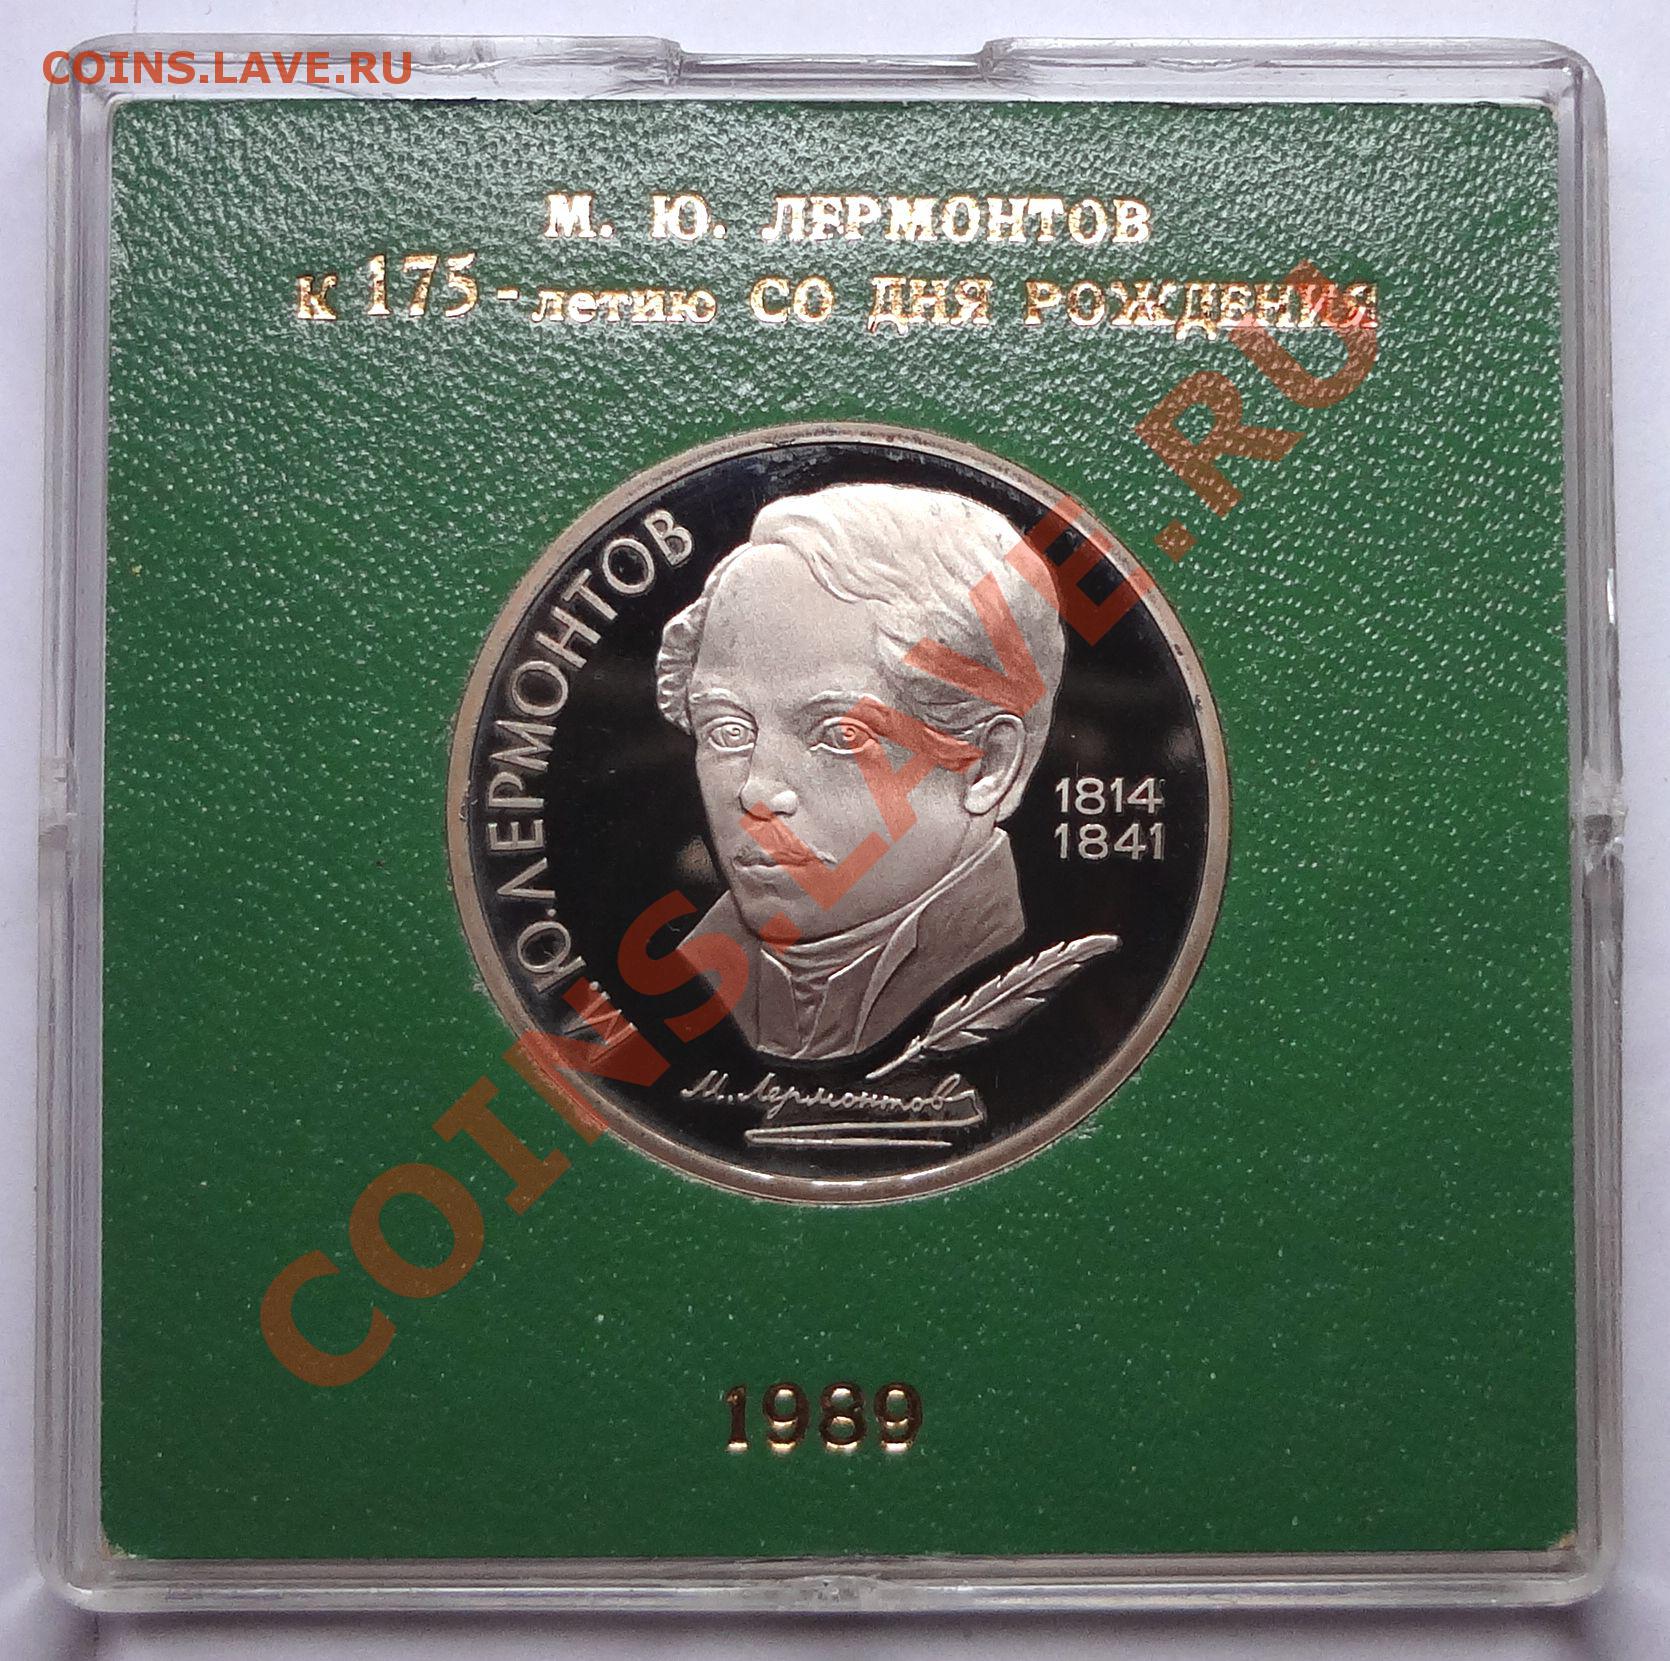 COINS.LAVE.RU
М. Ю. ЛЕРМОНТОВ
К 175-летию СО ДНЯ РОЖДЕНИЯ
М.Ю.ЛЕРМОНТОВ
1814
1841
М. Лермонтов
1989
COINS.LAVE.RU